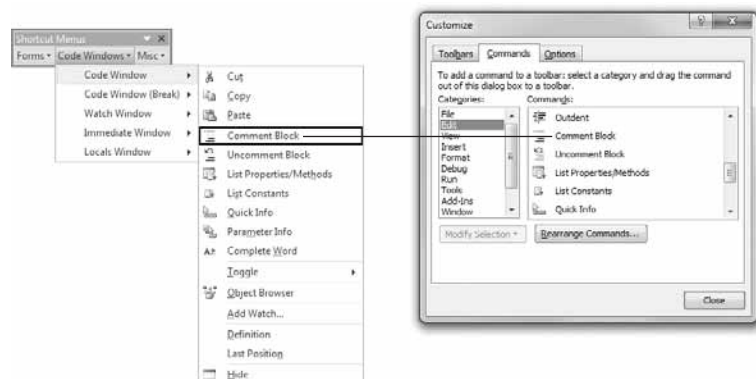 Shortcut Menus
Forms Code Windows Misc
Code Window
Code Window (Break)
Watch Window
Immediate Window
Locals Window
Cut
Copy
Paste
Comment Block
Uncomment Block
List Properties/Methods
List Constants
Quick Info
Parameter Info
Complete Word
Toggle
Object Browser
Add Watch...
Definition
Last Position
Hide
Customize
Toolbars Commands Options
To add a command to a toolbar: select a category and drag the command
out of this dialog box to a toolbar.
Categories: Commands:
File
Edit
View
Insert
Format
Debug
Run
Tools
Add-Ins
Window
Outdent
Comment Block
Uncomment Block
List Properties/Methods
List Constants
Quick Info
Modify Selection Rearrange Commands...
Close